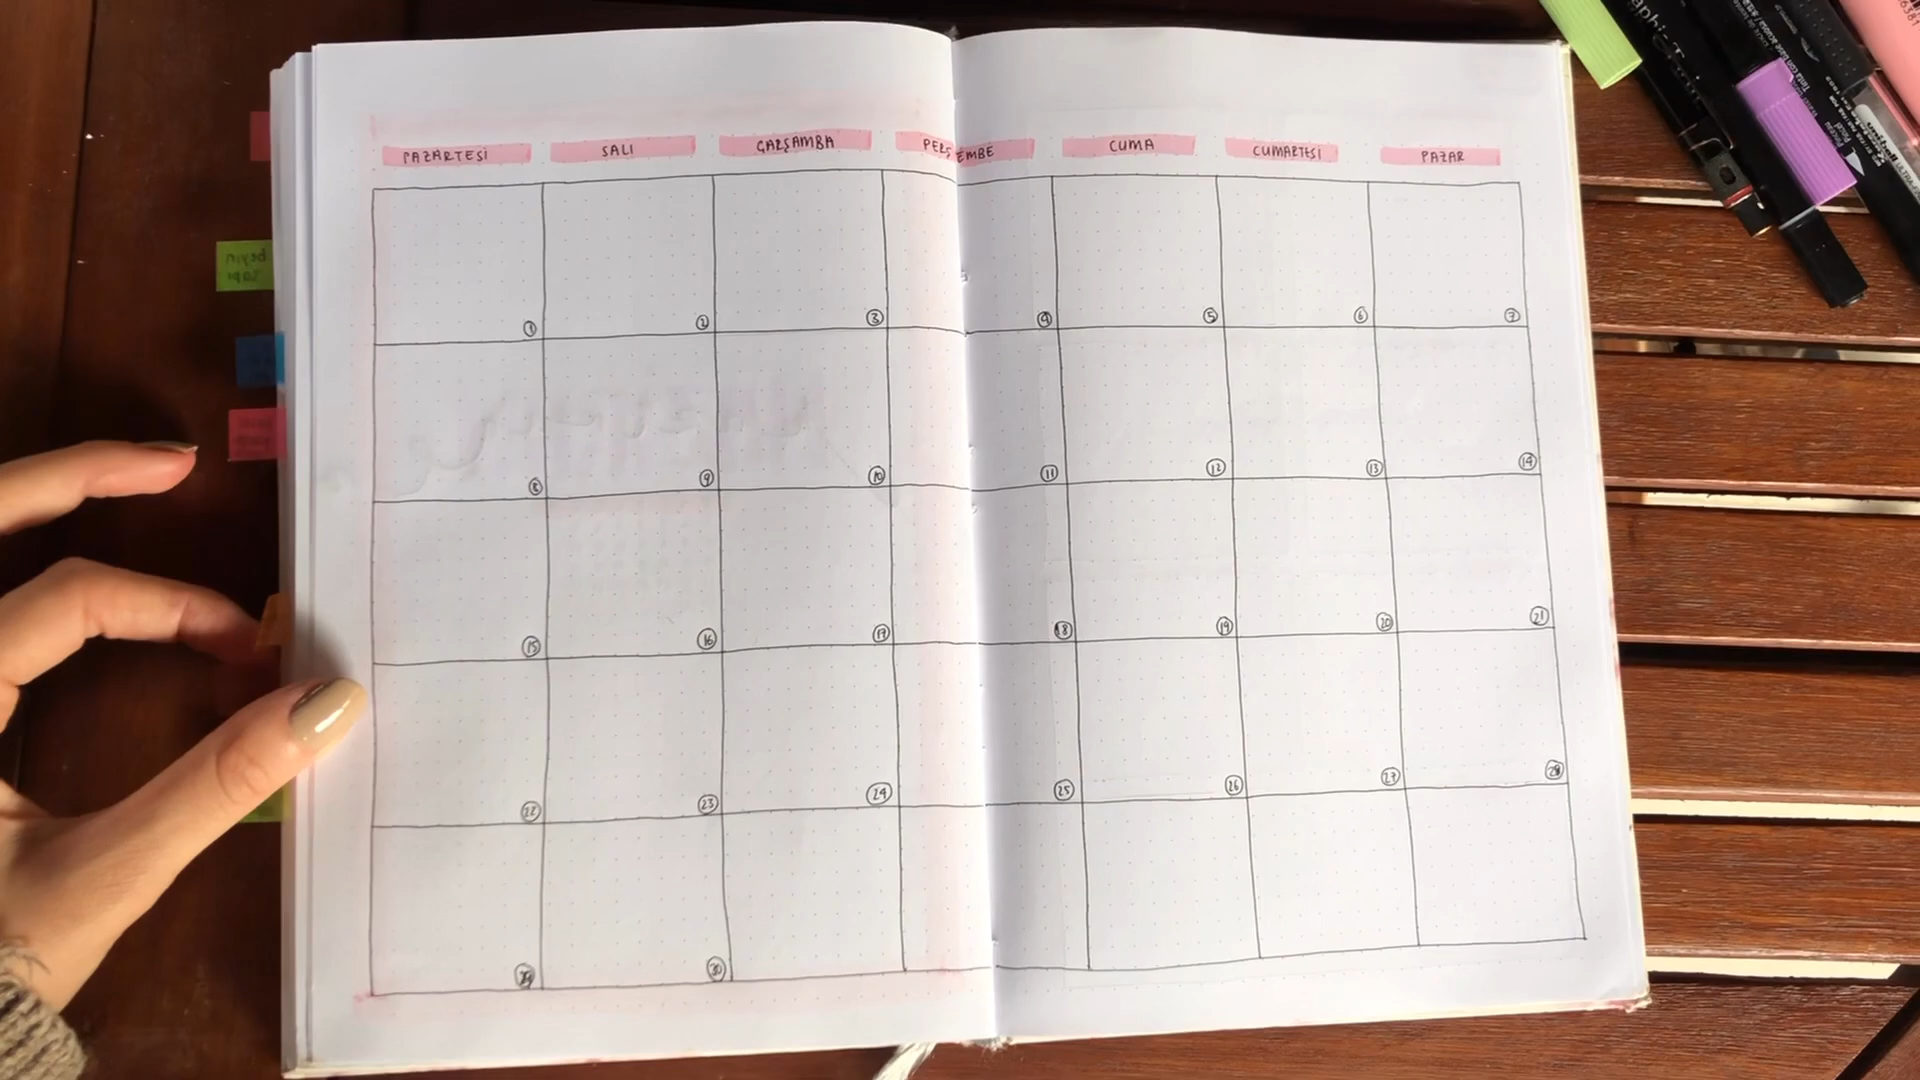 PAZARTESİ SALI ÇARŞAMBA PERŞEMBE CUMA CUMARTESİ PAZAR
1 2 3 4 5 6 7
8 9 10 11 12 13 14
15 16 17 18 19 20 21
22 23 24 25 26 27 28
29 30